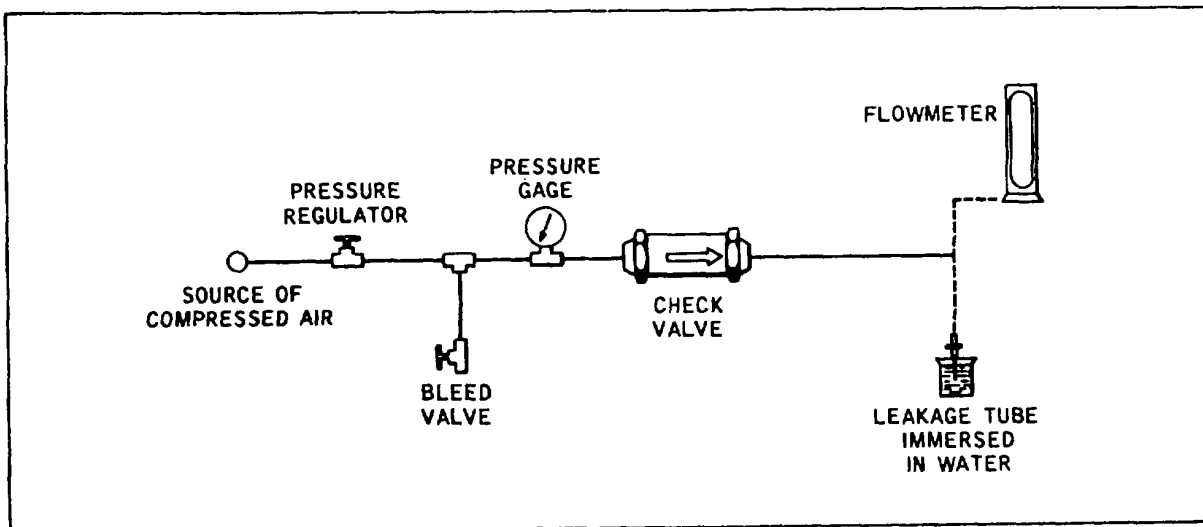 FLOWMETER
PRESSURE
GAGE
PRESSURE
REGULATOR
SOURCE OF
COMPRESSED AIR
CHECK
VALVE
BLEED
VALVE
LEAKAGE TUBE
IMMERSED
IN WATER